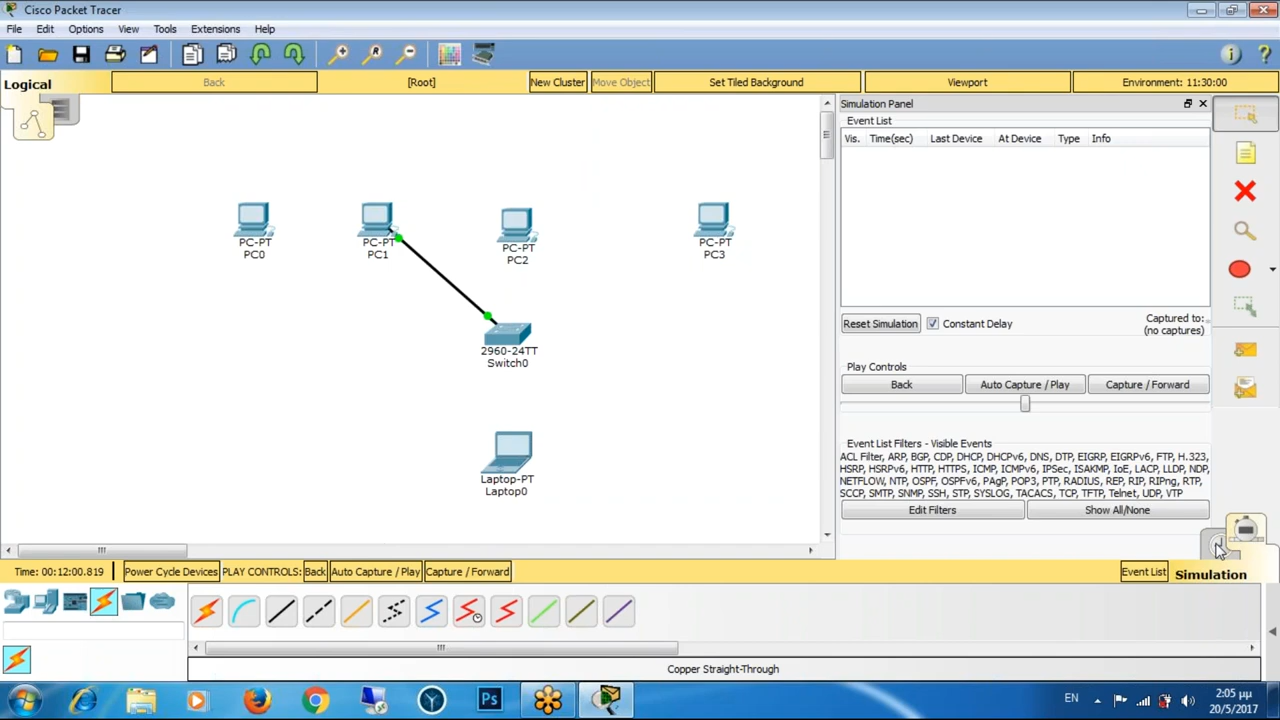 Cisco Packet Tracer
File Edit Options View Tools Extensions Help
Logical
Back
[Root]
New Cluster
Move Object
Set Tiled Background
Viewport
Environment: 11:30:00
Simulation Panel
Event List
Vis. Time(sec) Last Device At Device Type Info
PC-PT
PC0
PC-PT
PC1
PC-PT
PC2
PC-PT
PC3
2960-24TT
Switch0
Laptop-PT
Laptop0
Reset Simulation
Constant Delay
Captured to:
(no captures)
Play Controls
Back
Auto Capture / Play
Capture / Forward
Event List Filters - Visible Events
ACL Filter, ARP, BGP, CDP, DHCP, DHCPv6, DNS, DTP, EIGRP, EIGRPv6, FTP, H.323,
HSRP, HSRPv6, HTTP, HTTPS, ICMP, ICMPv6, IPSec, ISAKMP, IoE, LACP, LLDP, NDP,
NETFLOW, NTP, OSPF, OSPFv6, PAgP, POP3, PTP, RADIUS, REP, RIP, RIPng, RTP,
SCCP, SMTP, SNMP, SSH, STP, SYSLOG, TACACS, TCP, TFTP, Telnet, UDP, VTP
Edit Filters
Show All/None
Time: 00:12:00.819
Power Cycle Devices
PLAY CONTROLS:
Back
Auto Capture / Play
Capture / Forward
Event List
Simulation
Copper Straight-Through
Ps
EN
2:05 μμ
20/5/2017